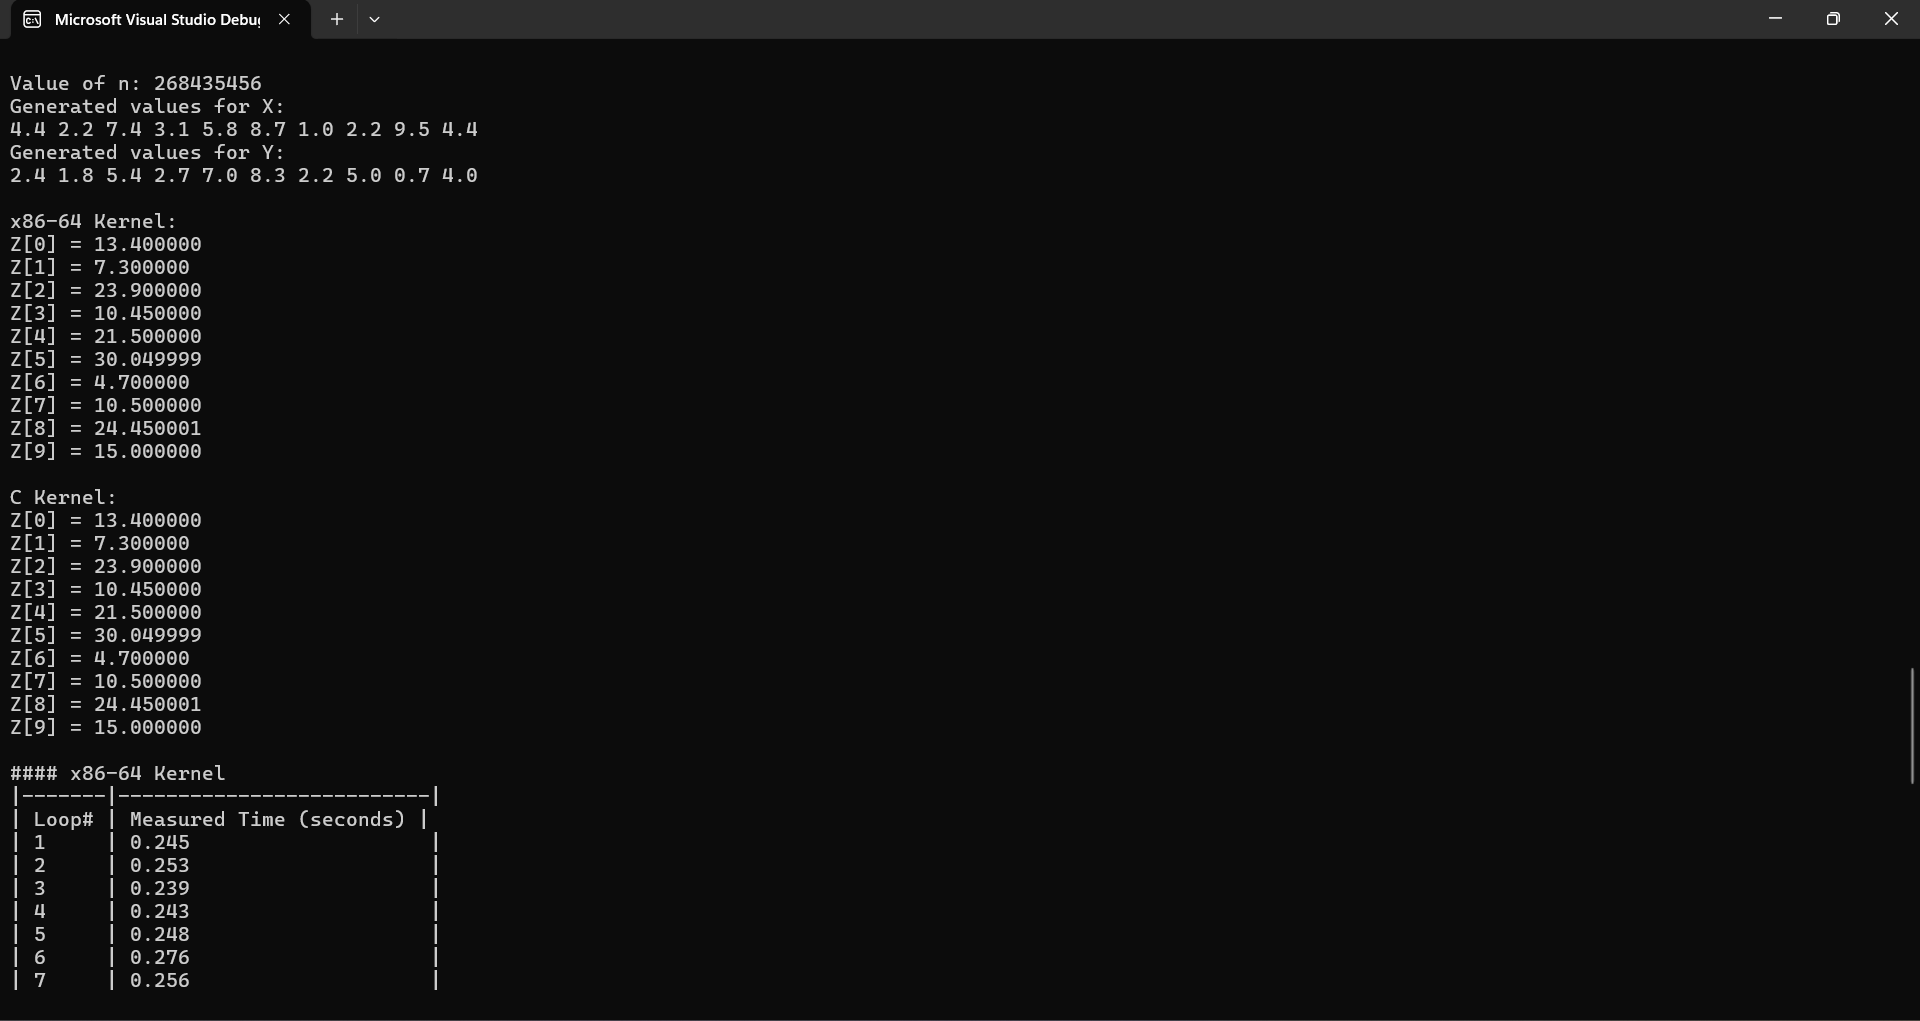 Microsoft Visual Studio Debu
Value of n: 268435456
Generated values for X:
4.4 2.2 7.4 3.1 5.8 8.7 1.0 2.2 9.5 4.4
Generated values for Y:
2.4 1.8 5.4 2.7 7.0 8.3 2.2 5.0 0.7 4.0
x86-64 Kernel:
Z[0] = 13.400000
Z[1] = 7.300000
Z[2] = 23.900000
Z[3] = 10.450000
Z[4] = 21.500000
Z[5] = 30.049999
Z[6] = 4.700000
Z[7] = 10.500000
Z[8] = 24.450001
Z[9] = 15.000000
C Kernel:
Z[0] = 13.400000
Z[1] = 7.300000
Z[2] = 23.900000
Z[3] = 10.450000
Z[4] = 21.500000
Z[5] = 30.049999
Z[6] = 4.700000
Z[7] = 10.500000
Z[8] = 24.450001
Z[9] = 15.000000
#### x86-64 Kernel
|-------|--------------------------|
| Loop# | Measured Time (seconds) |
| 1     | 0.245                    |
| 2     | 0.253                    |
| 3     | 0.239                    |
| 4     | 0.243                    |
| 5     | 0.248                    |
| 6     | 0.276                    |
| 7     | 0.256                    |